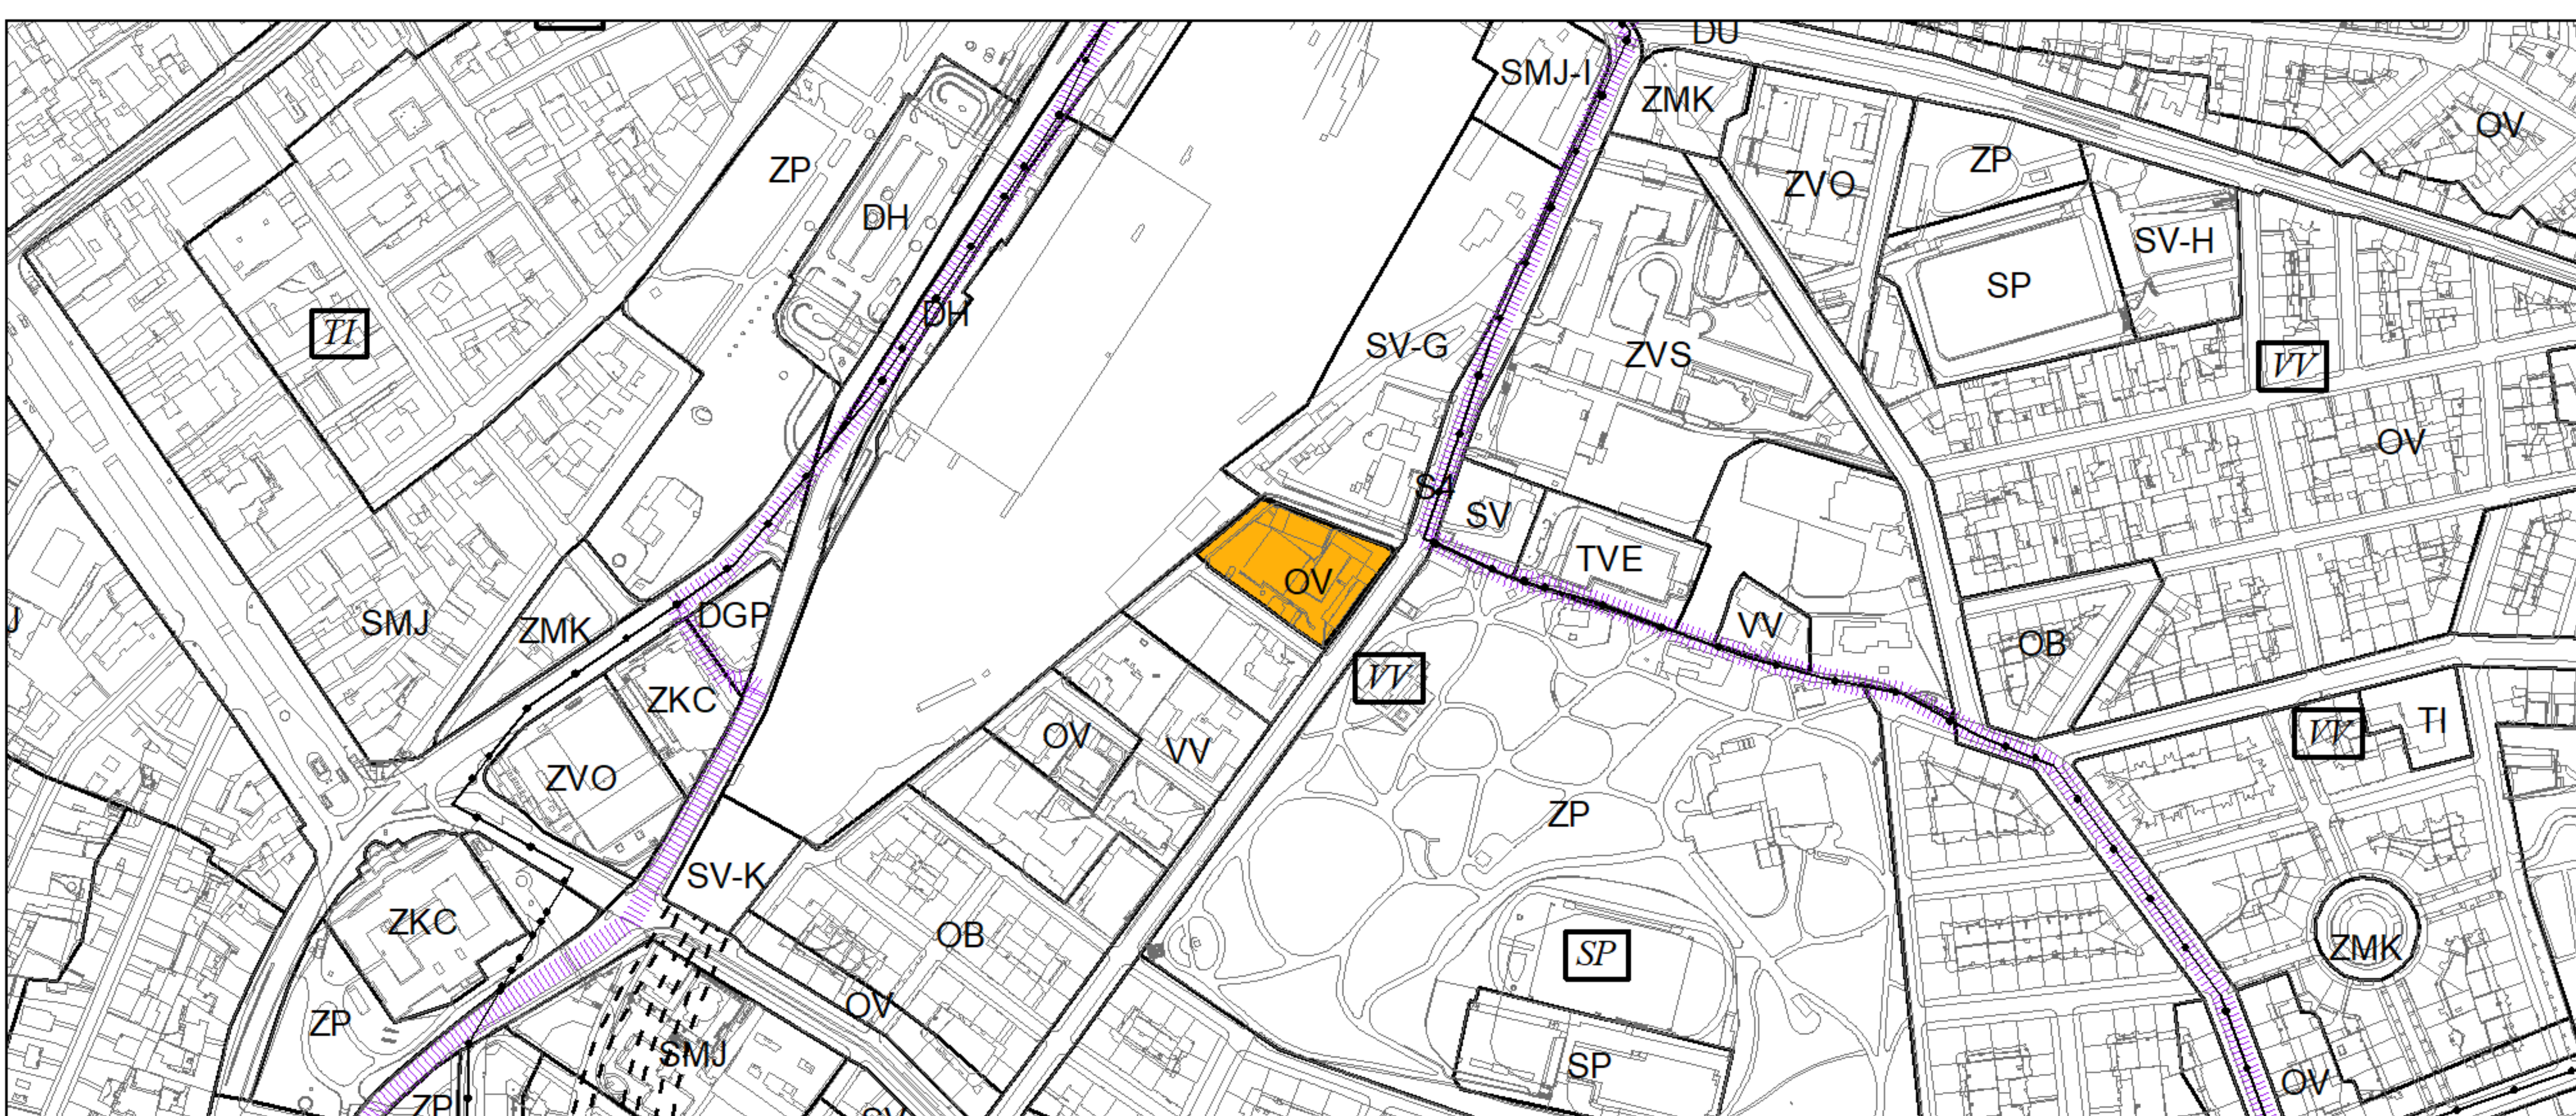 DU
SMJ-I
ZMK
OV
ZP
ZP
ZVO
DH
SV-H
SP
DH
TI
SV-G
ZVS
VV
OV
S4
SV
TVE
OV
J
SMJ
ZMK
DGP
VV
OB
ZKC
VV
OV
VV
TI
VV
ZVO
ZP
SV-K
ZKC
OB
ZMK
SP
OV
ZP
SMJ
SP
OV
ZP